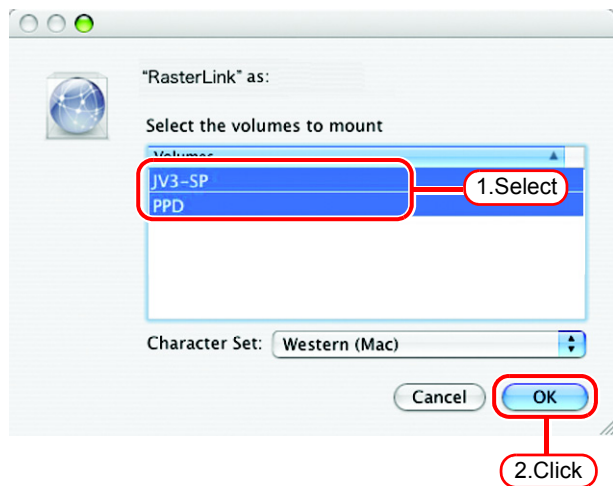 “RasterLink” as:
Select the volumes to mount
Volumes
JV3-SP
PPD
1.Select
Character Set: Western (Mac)
Cancel OK
2.Click